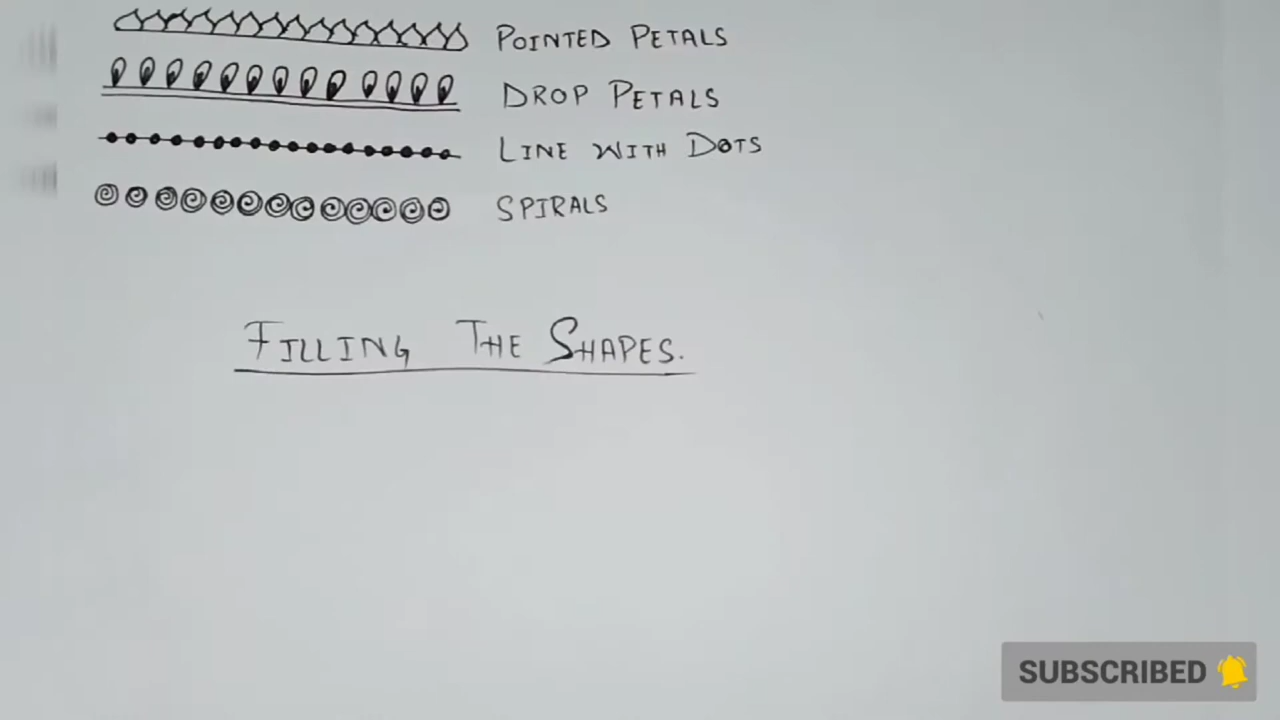 POINTED PETALS
DROP PETALS
LINE WITH DOTS
SPIRALS
FILLING THE SHAPES.
SUBSCRIBED